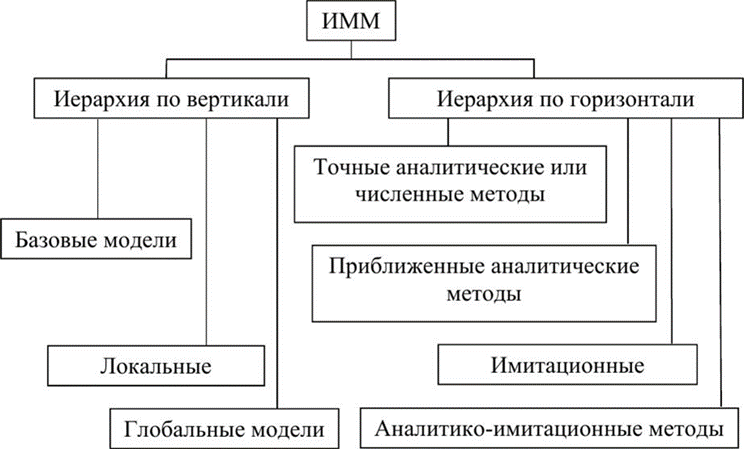 ИММ
Иерархия по вертикали
Иерархия по горизонтали
Точные аналитические или
численные методы
Базовые модели
Приближенные аналитические
методы
Локальные
Имитационные
Глобальные модели
Аналитико-имитационные методы